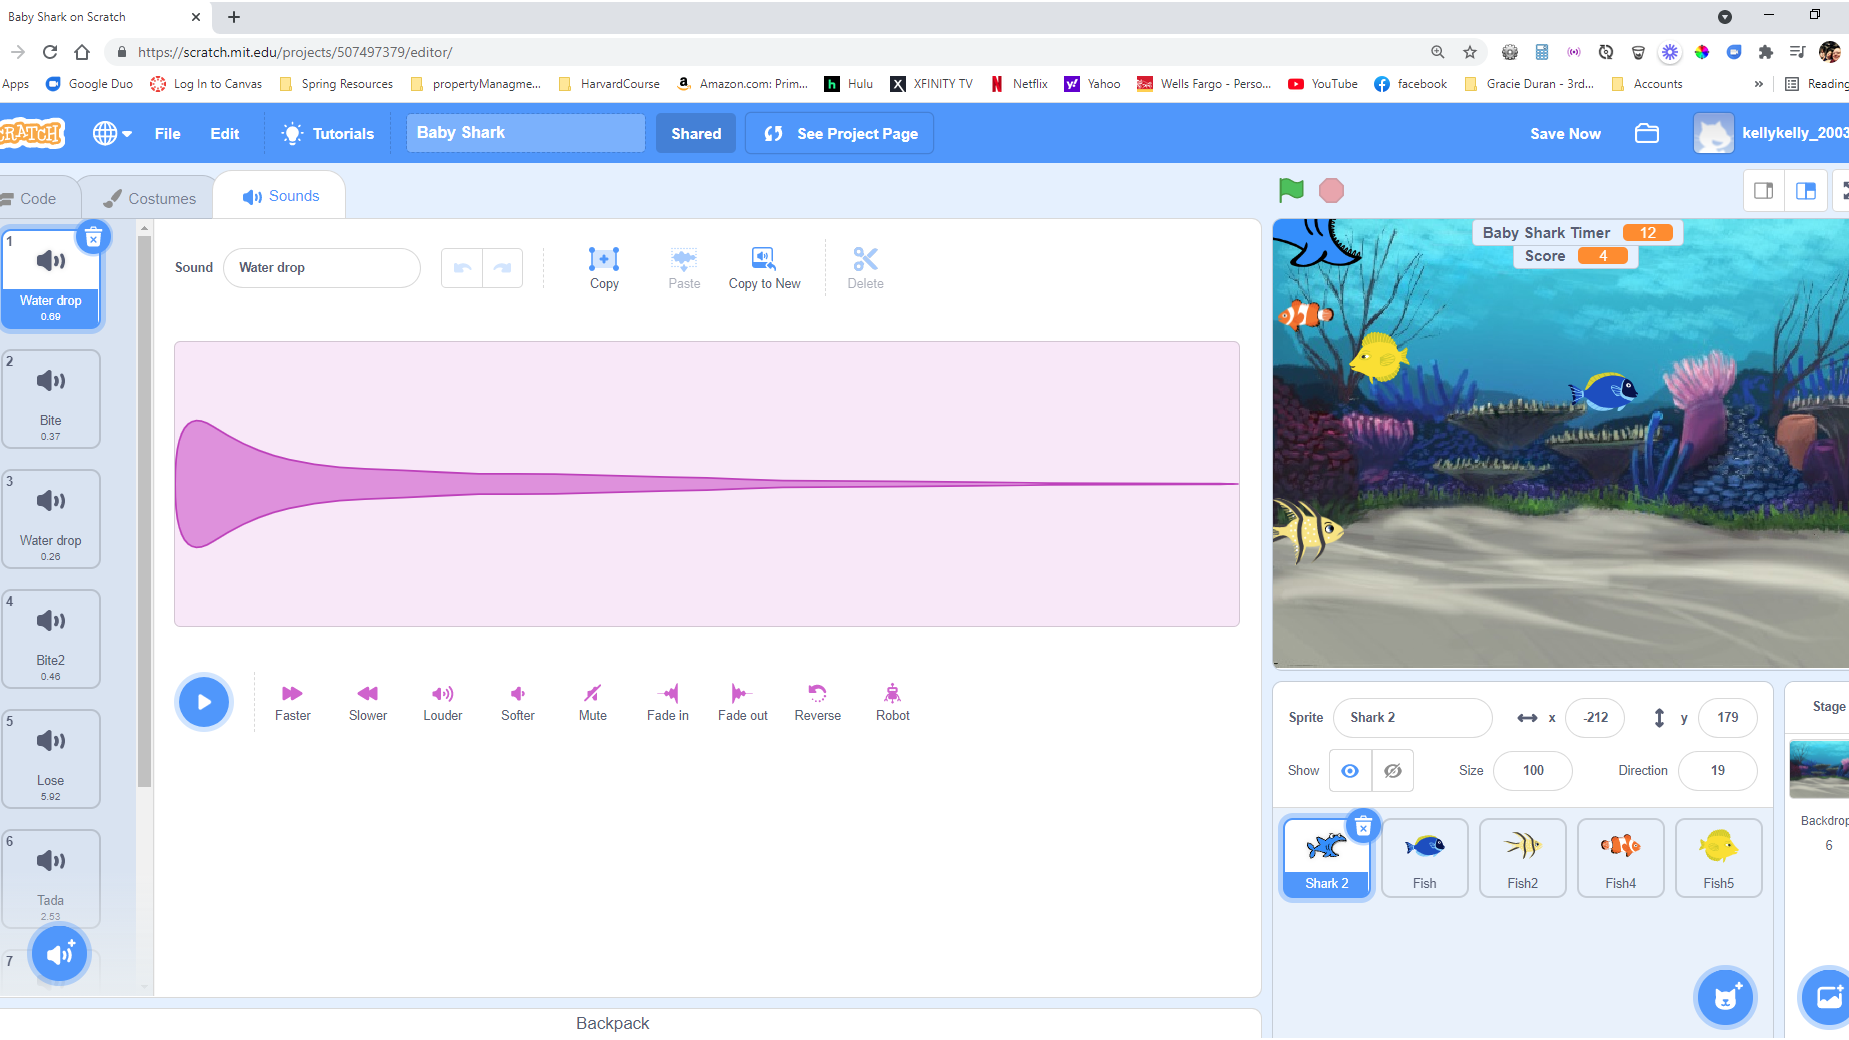 Baby Shark on Scratch
https://scratch.mit.edu/projects/507497379/editor/
Apps Google Duo Log In to Canvas Spring Resources propertyManagme... HarvardCourse Amazon.com: Prim... Hulu XFINITY TV Netflix Yahoo Wells Fargo - Perso... YouTube facebook Gracie Duran - 3rd... Accounts » Reading
SCRATCH File Edit Tutorials Baby Shark Shared See Project Page Save Now kellykelly_2003
Code Costumes Sounds
1
Water drop
0.69
2
Bite
0.37
3
Water drop
0.26
4
Bite2
0.46
5
Lose
5.92
6
Tada
2.53
7
Sound Water drop
Copy Paste Copy to New Delete
Faster Slower Louder Softer Mute Fade in Fade out Reverse Robot
Backpack
Baby Shark Timer 12
Score 4
Sprite Shark 2 x -212 y 179
Show Size 100 Direction 19
Shark 2 Fish Fish2 Fish4 Fish5
Stage
Backdrop
6